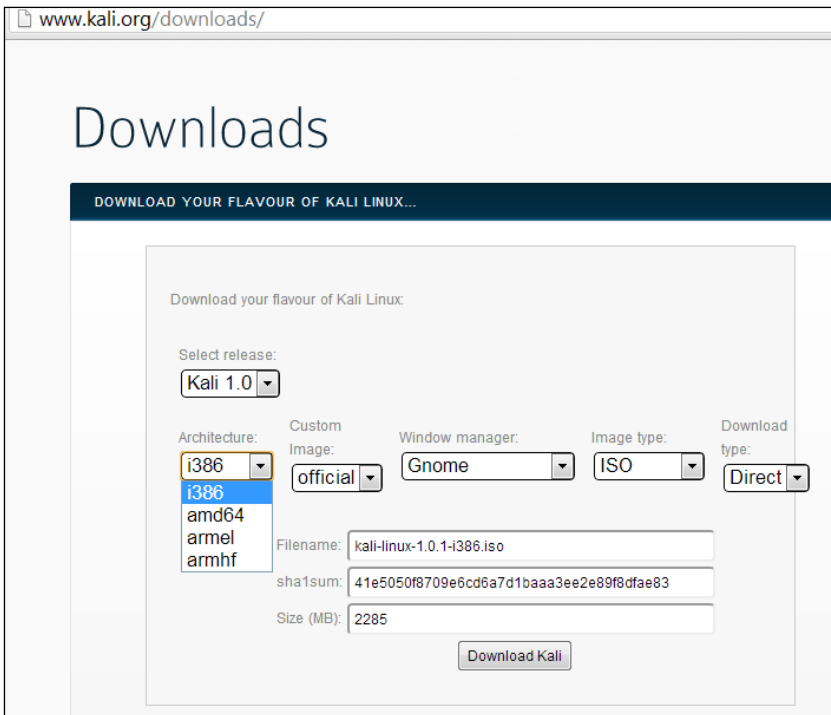 www.kali.org/downloads/
Downloads
DOWNLOAD YOUR FLAVOUR OF KALI LINUX...
Download your flavour of Kali Linux:
Select release:
Kali 1.0
Architecture:
i386
i386
amd64
armel
armhf
Custom
Image:
official
Window manager:
Gnome
Image type:
ISO
Download
type:
Direct
Filename: kali-linux-1.0.1-i386.iso
sha1sum: 41e5050f8709e6cd6a7d1baaa3ee2e89f8dfae83
Size (MB): 2285
Download Kali